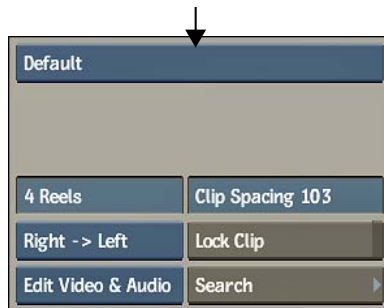 Default
4 Reels
Clip Spacing 103
Right -> Left
Lock Clip
Edit Video & Audio
Search